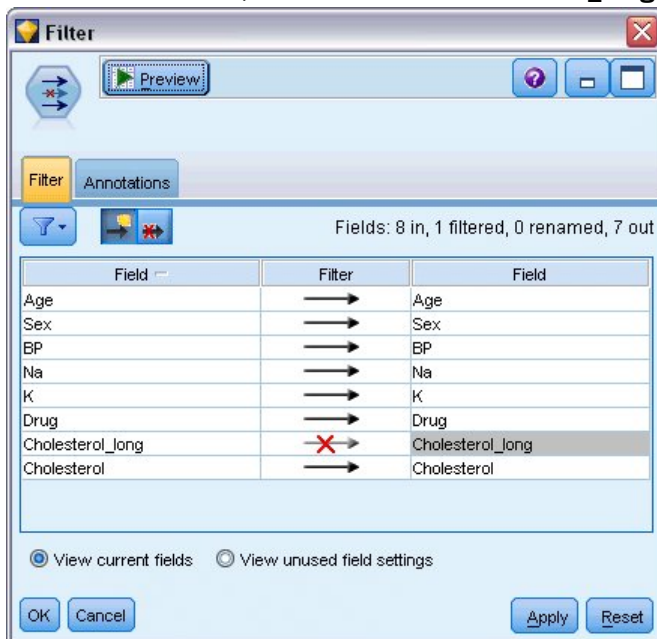 Filter
Preview
Filter Annotations
Fields: 8 in, 1 filtered, 0 renamed, 7 out
Field Filter Field
Age Age
Sex Sex
BP BP
Na Na
K K
Drug Drug
Cholesterol_long Cholesterol_long
Cholesterol Cholesterol
View current fields View unused field settings
OK Cancel Apply Reset